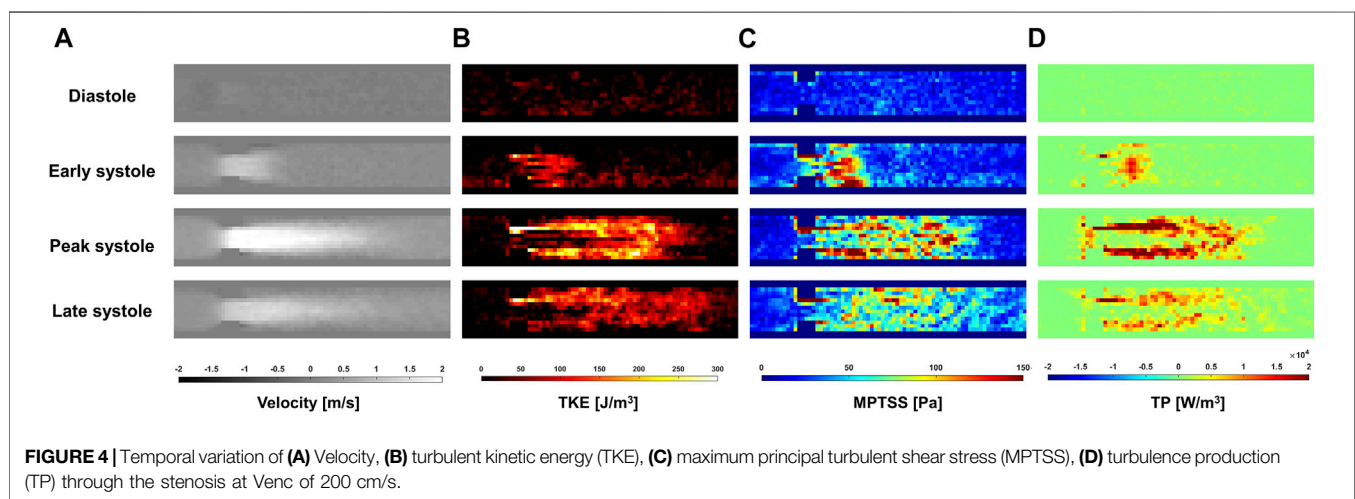 A B C D
Diastole
Early systole
Peak systole
Late systole
-2 -1.5 -1 -0.5 0 0.5 1 1.5 2
Velocity [m/s]
0 50 100 150 200 250 300
TKE [J/m³]
0 50 100 150
MPTSS [Pa]
×10⁴
-2 -1.5 -1 -0.5 0 0.5 1 1.5 2
TP [W/m³]
FIGURE 4 | Temporal variation of (A) Velocity, (B) turbulent kinetic energy (TKE), (C) maximum principal turbulent shear stress (MPTSS), (D) turbulence production
(TP) through the stenosis at Venc of 200 cm/s.